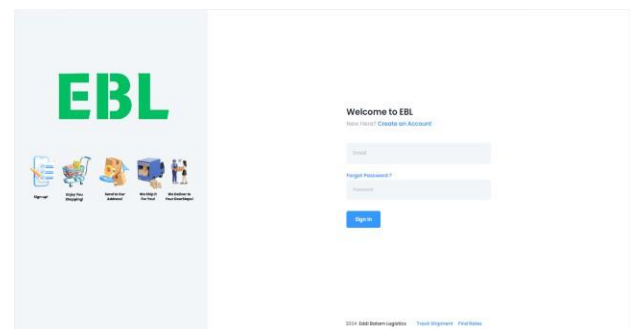 EBL
Sign up!
Enjoy You Shopping!
Send to Our Address!
We Ship It For You!
We Deliver to Your DoorSteps!
Welcome to EBL
New Here? Create an Account
Email
Forgot Password ?
Password
Sign In
2024 Eddi Batam Logistics Track Shipment Find Rates